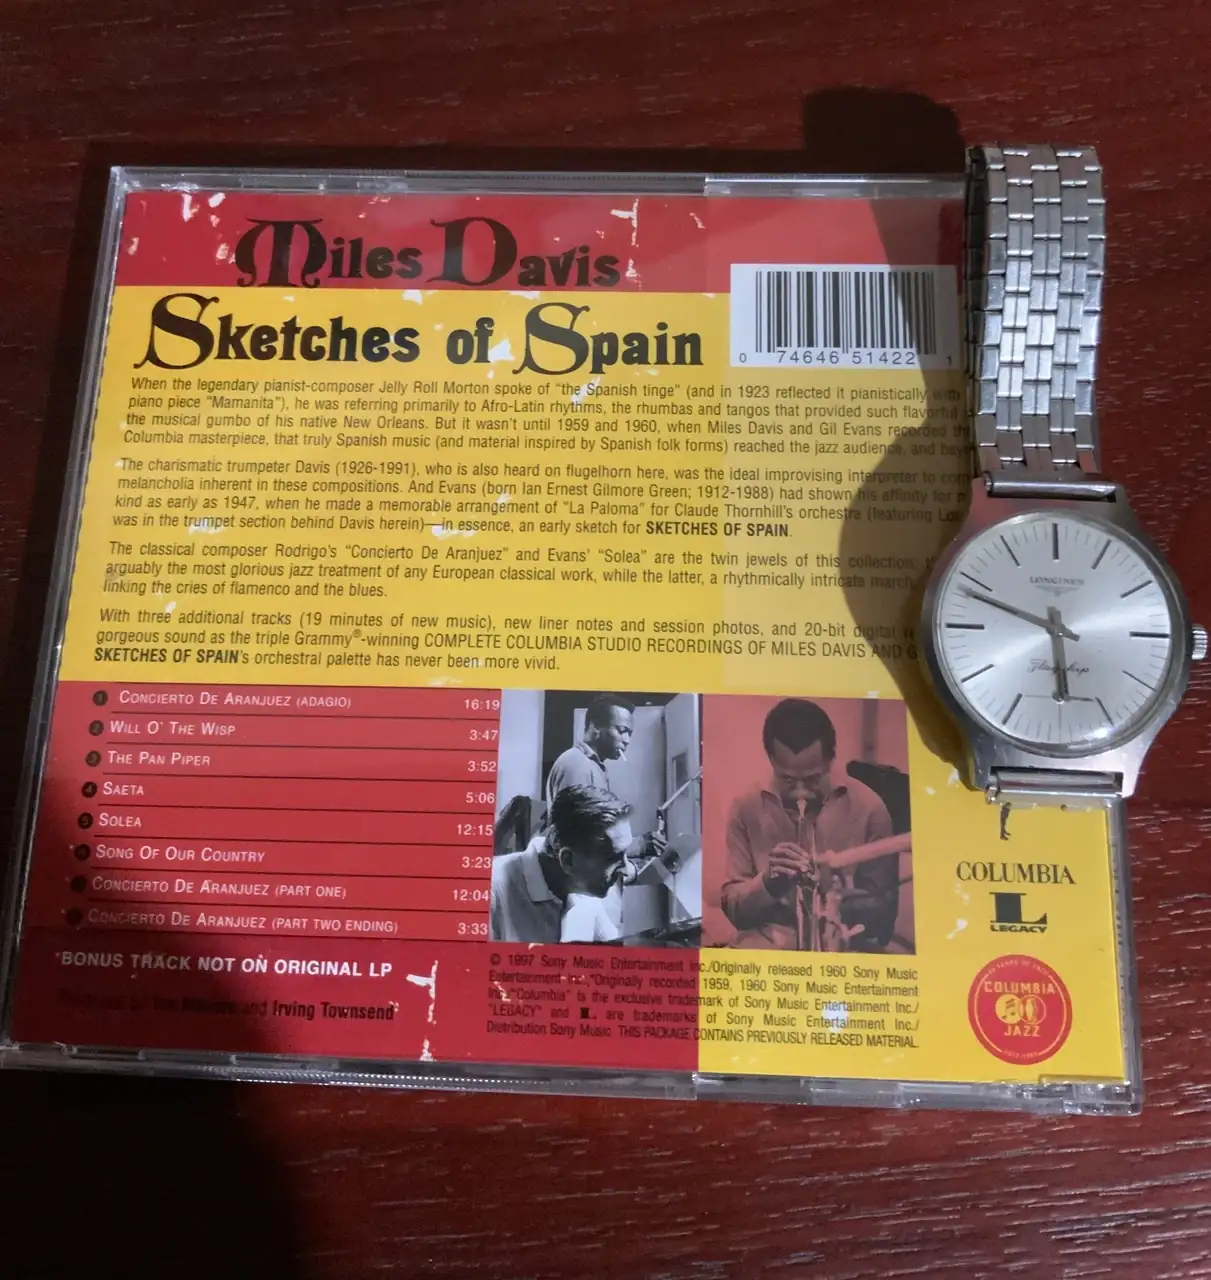 Miles Davis
Sketches of Spain
0 74646 51422 1
When the legendary pianist-composer Jelly Roll Morton spoke of "the Spanish tinge" (and in 1923 reflected it pianistically with
piano piece "Mamanita"), he was referring primarily to Afro-Latin rhythms, the rhumbas and tangos that provided such flavorful
the musical gumbo of his native New Orleans. But it wasn't until 1959 and 1960, when Miles Davis and Gil Evans recorded
Columbia masterpiece, that truly Spanish music (and material inspired by Spanish folk forms) reached the jazz audience, and
The charismatic trumpeter Davis (1926-1991), who is also heard on flugelhorn here, was the ideal improvising interpreter to
melancholia inherent in these compositions. And Evans (born Ian Ernest Gilmore Green; 1912-1988) had shown his affinity for
kind as early as 1947, when he made a memorable arrangement of "La Paloma" for Claude Thornhill's orchestra (featuring
was in the trumpet section behind Davis herein)—in essence, an early sketch for SKETCHES OF SPAIN.
The classical composer Rodrigo's "Concierto De Aranjuez" and Evans' "Solea" are the twin jewels of this collection;
arguably the most glorious jazz treatment of any European classical work, while the latter, a rhythmically intricate march,
linking the cries of flamenco and the blues.
With three additional tracks (19 minutes of new music), new liner notes and session photos, and 20-bit digital
gorgeous sound as the triple Grammy®-winning COMPLETE COLUMBIA STUDIO RECORDINGS OF MILES DAVIS AND G
SKETCHES OF SPAIN's orchestral palette has never been more vivid.
1 Concierto De Aranjuez (Adagio) 16:19
2 Will O' The Wisp 3:47
3 The Pan Piper 3:52
4 Saeta 5:06
5 Solea 12:15
Song Of Our Country 3:23
Concierto De Aranjuez (Part One) 12:04
Concierto De Aranjuez (Part Two Ending) 3:33
*BONUS TRACK NOT ON ORIGINAL LP
and Irving Townsend
© 1997 Sony Music Entertainment Inc./Originally released 1960 Sony Music
Entertainment Inc./Originally recorded 1959, 1960 Sony Music Entertainment
Inc./"Columbia" is the exclusive trademark of Sony Music Entertainment Inc./
"LEGACY" and L are trademarks of Sony Music Entertainment Inc./
Distribution Sony Music. THIS PACKAGE CONTAINS PREVIOUSLY RELEASED MATERIAL.
COLUMBIA
L
LEGACY
COLUMBIA
JAZZ
LONGINES
Flagship